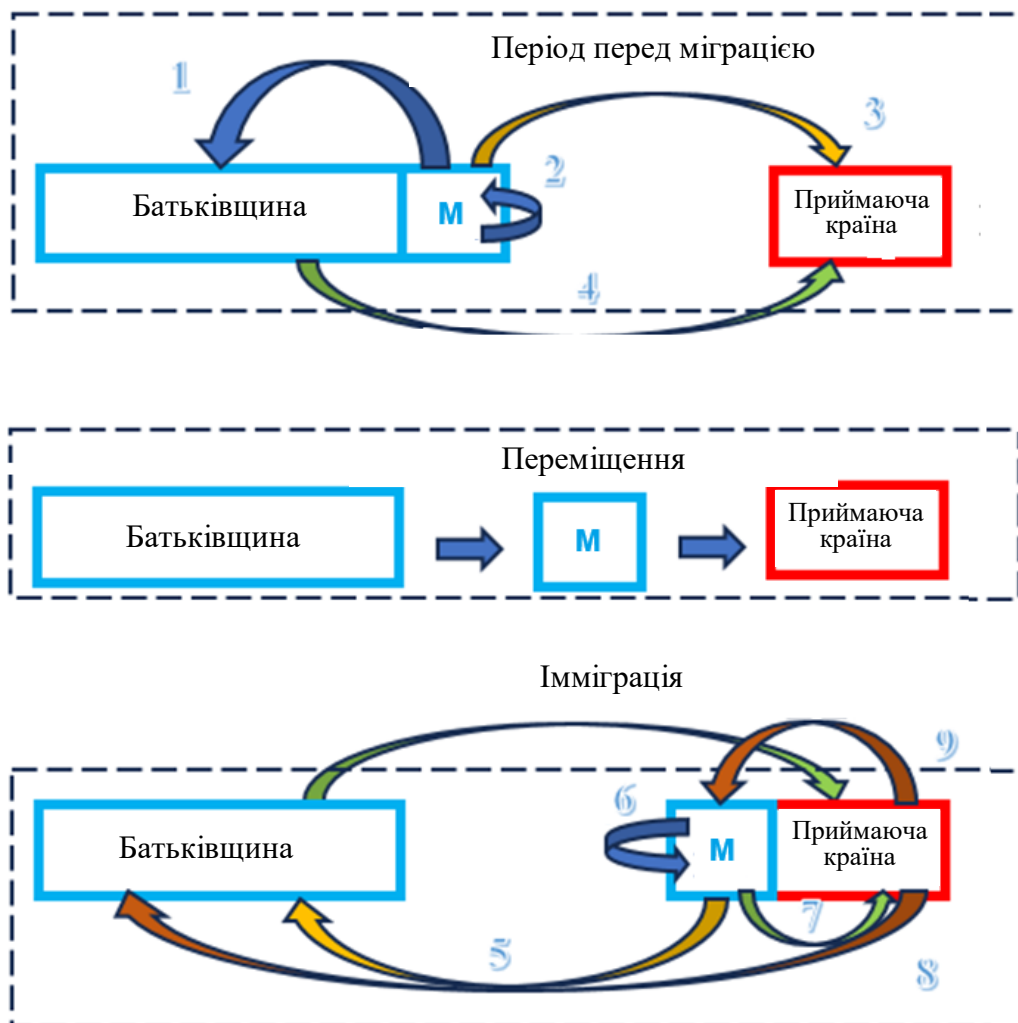 Період перед міграцією
1
3
2
Батьківщина
М
Приймаюча
країна
4
Переміщення
Батьківщина
М
Приймаюча
країна
Імміграція
9
6
Батьківщина
М
Приймаюча
країна
7
5
8